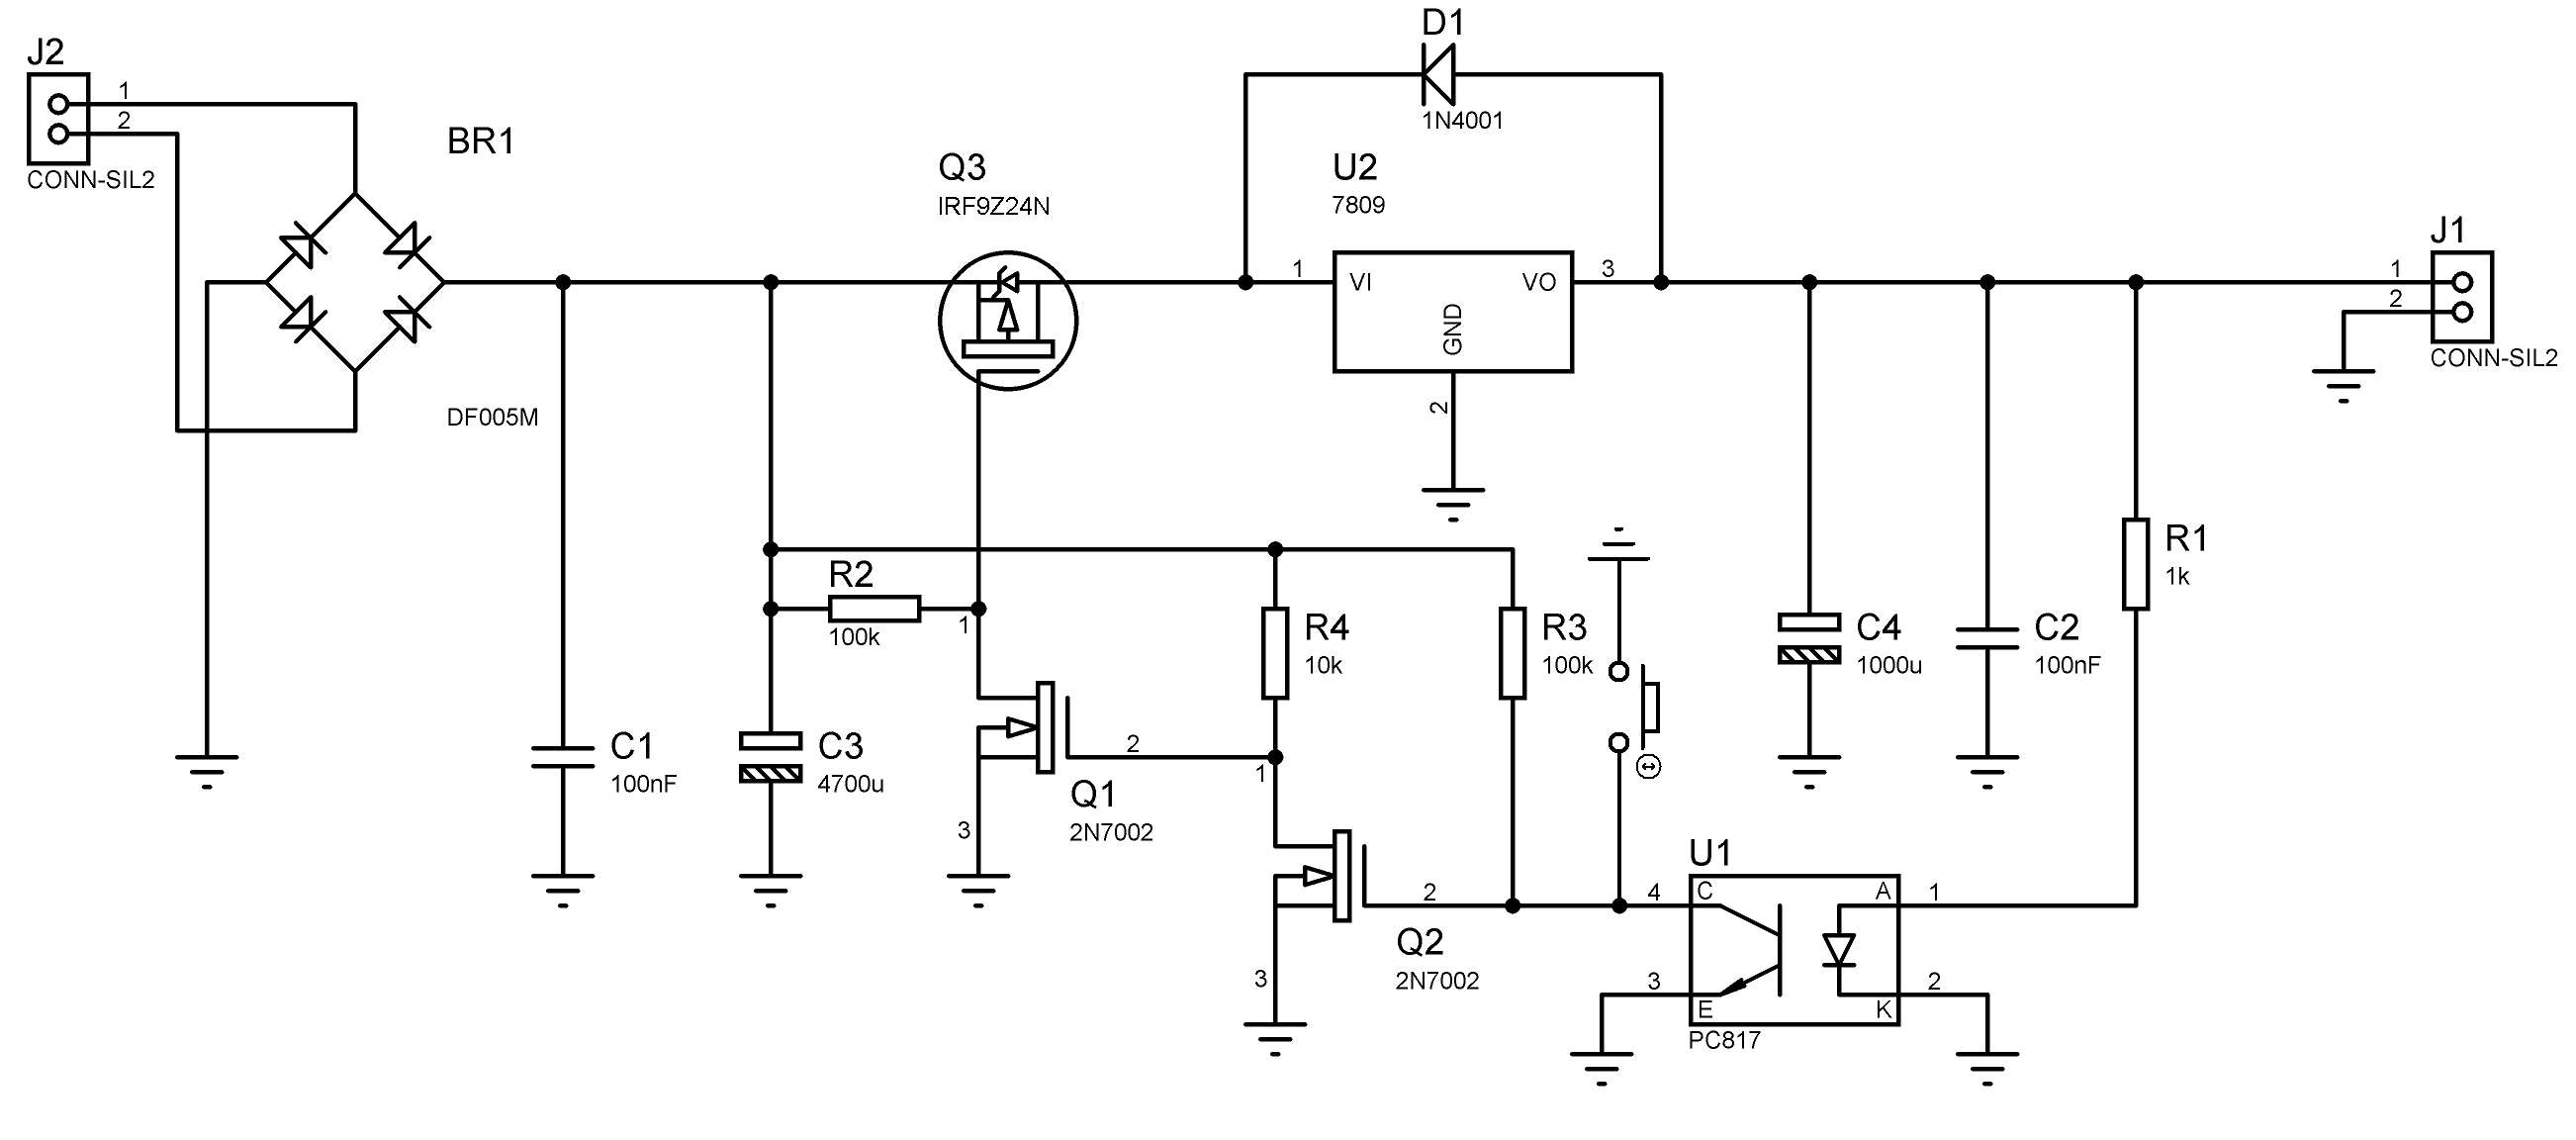 D1
1N4001
J2
1
2
CONN-SIL2
BR1
DF005M
Q3
IRF9Z24N
U2
7809
1
VI
VO
3
GND
2
J1
1
2
CONN-SIL2
R2
100k
1
R4
10k
R3
100k
C4
1000u
C2
100nF
R1
1k
C1
100nF
C3
4700u
2
1
Q1
2N7002
3
2
Q2
2N7002
3
U1
4
C
A
1
3
E
K
2
PC817